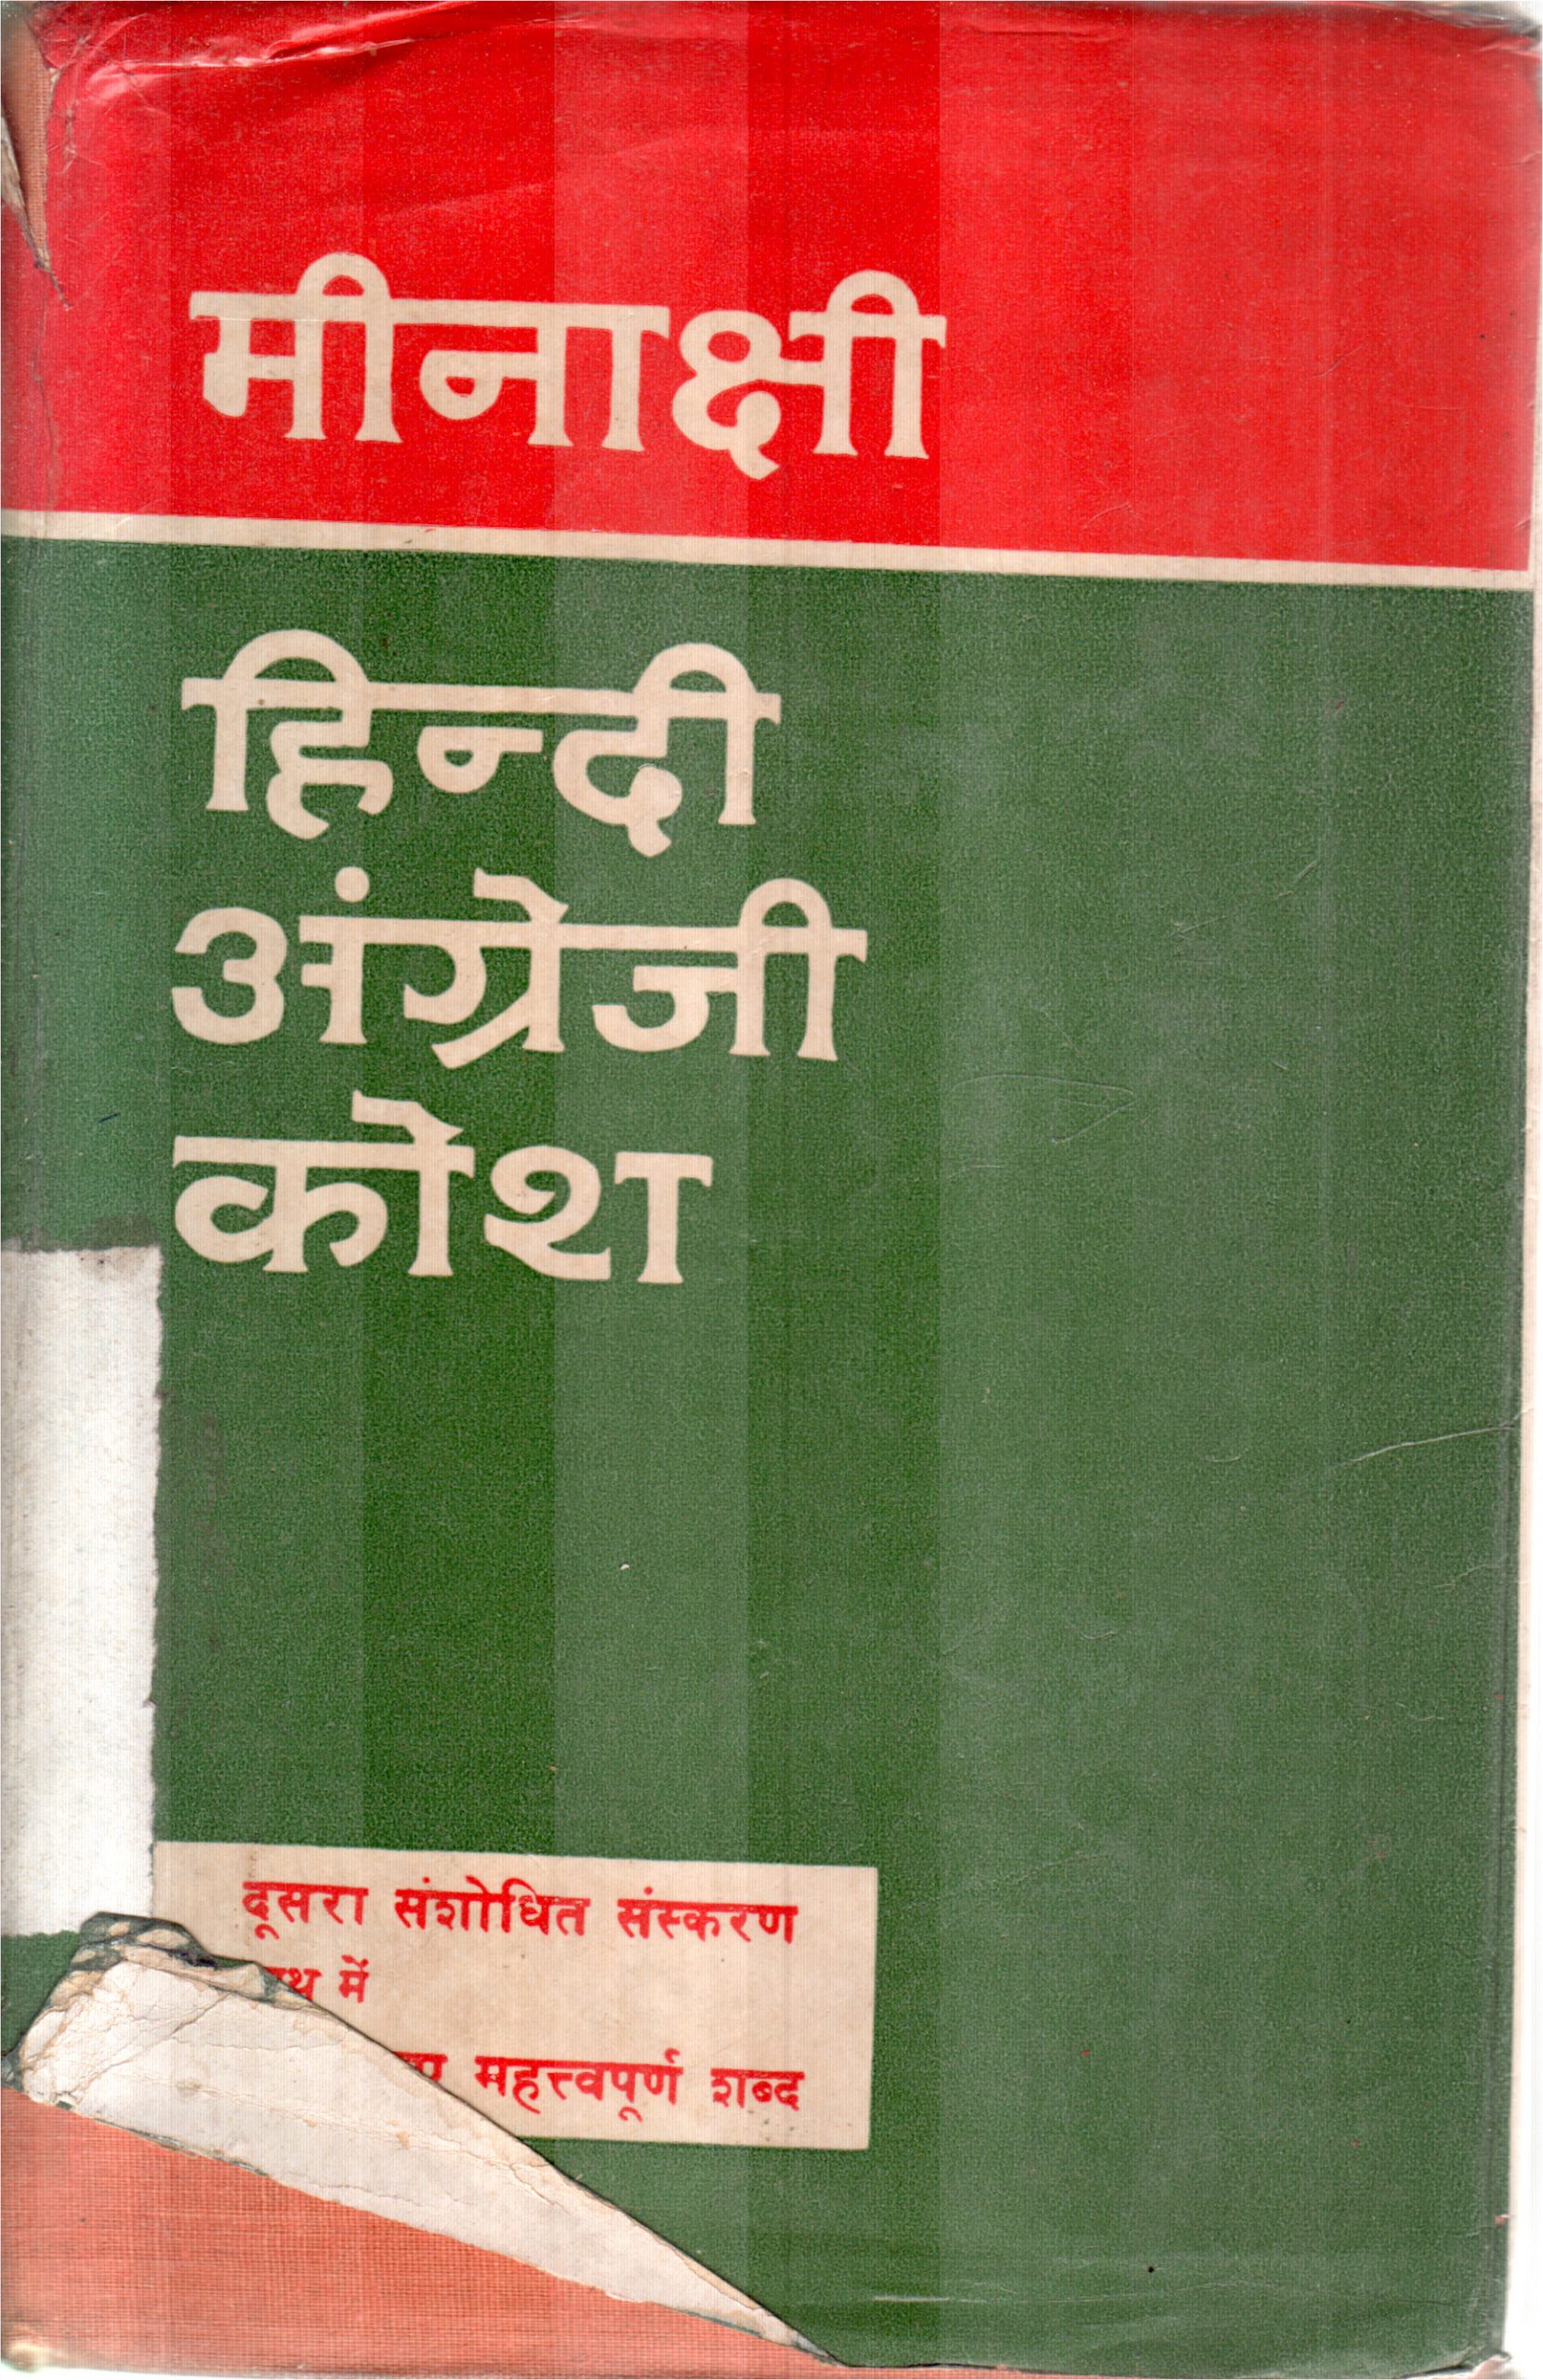 मीनाक्षी
हिन्दी
अंग्रेजी
कोश
दूसरा संशोधित संस्करण
में
महत्त्वपूर्ण शब्द